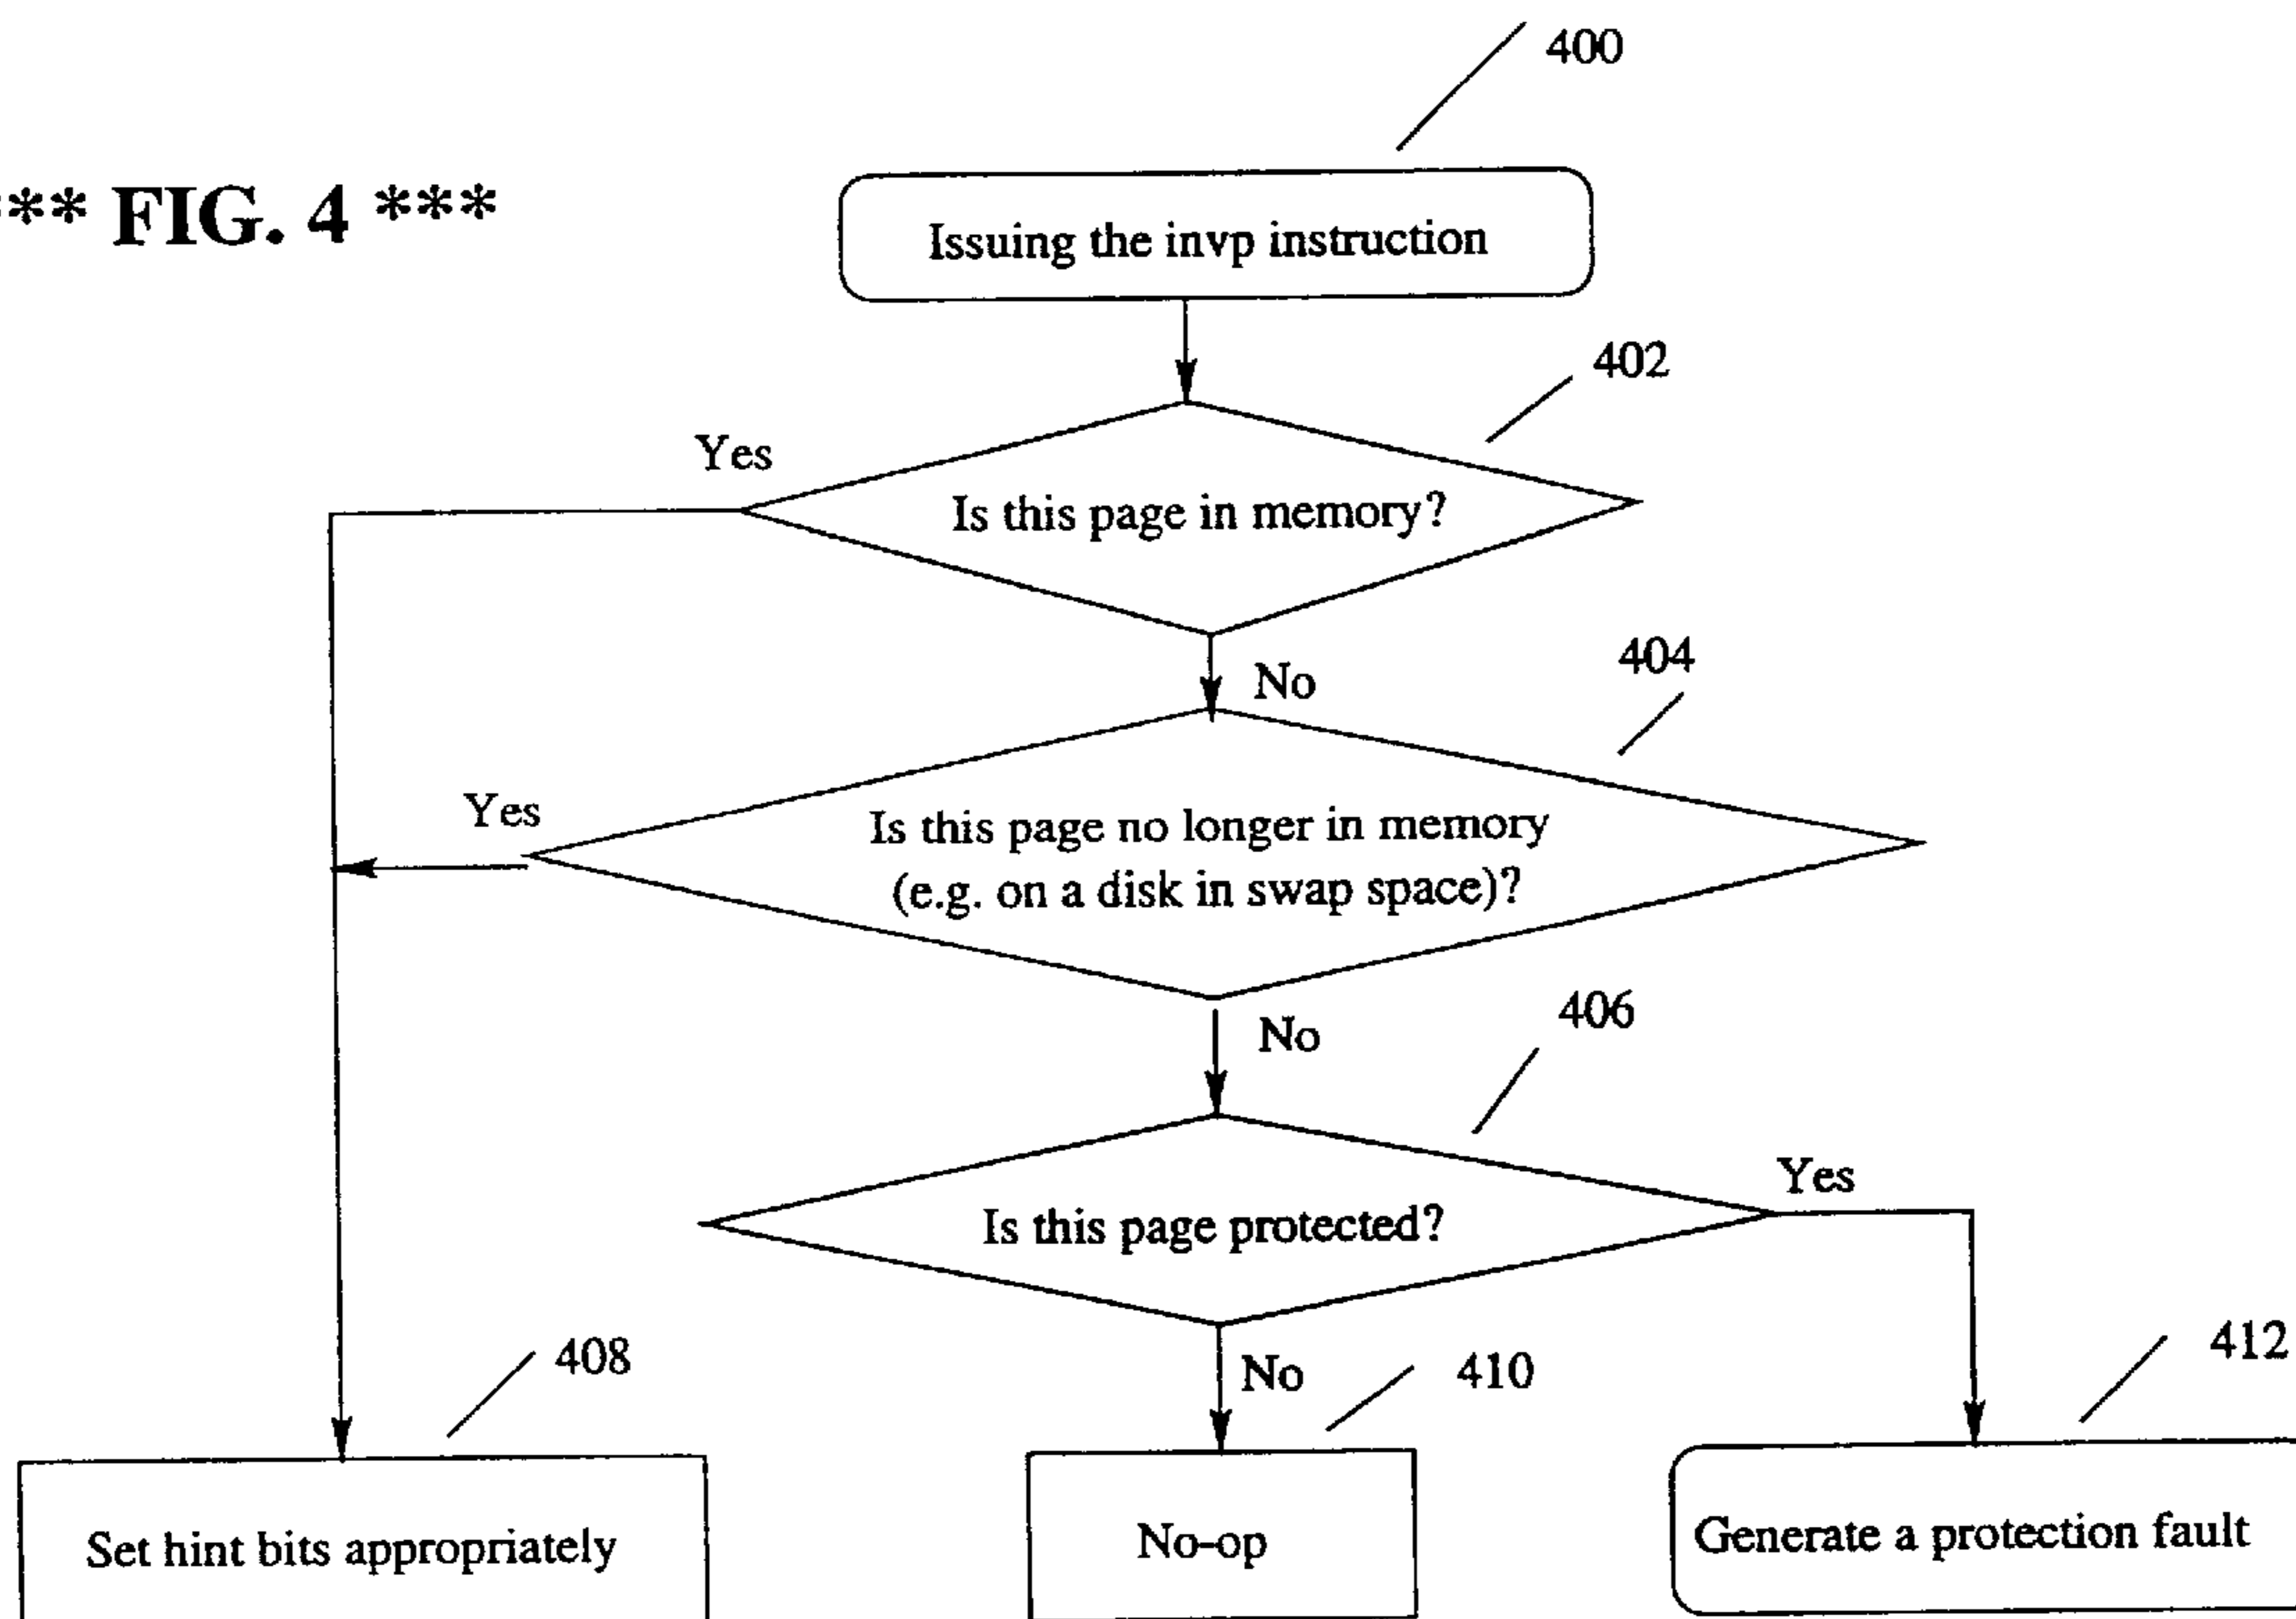 400
** FIG. 4 ***
Issuing the invp instruction
402
Yes
Is this page in memory?
No
404
Yes
Is this page no longer in memory
(e.g. on a disk in swap space)?
No
406
Is this page protected?
Yes
408
No
410
412
Set hint bits appropriately
No-op
Generate a protection fault